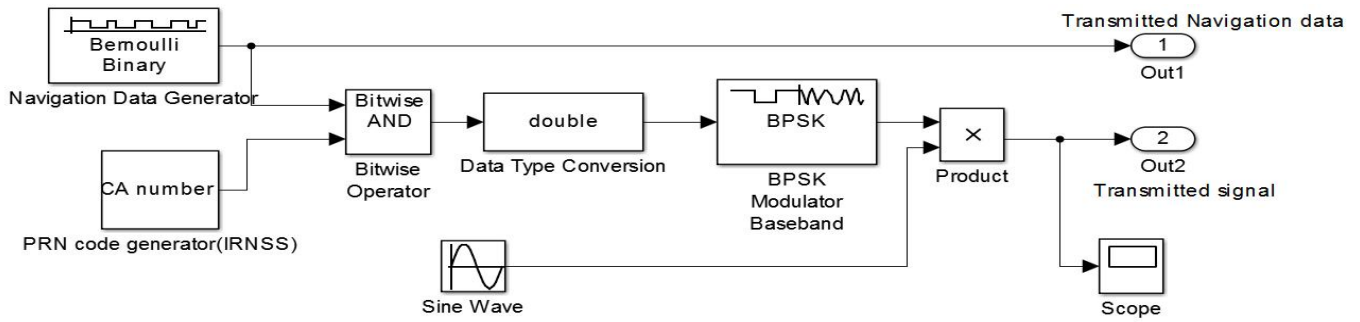 Transmitted Navigation data
Bernoulli
Binary
1
Out1
Navigation Data Generator
Bitwise
AND
double
BPSK
×
2
Out2
Bitwise
Operator
Data Type Conversion
Product
CA number
BPSK
Modulator
Baseband
Transmitted signal
PRN code generator(IRNSS)
Sine Wave
Scope